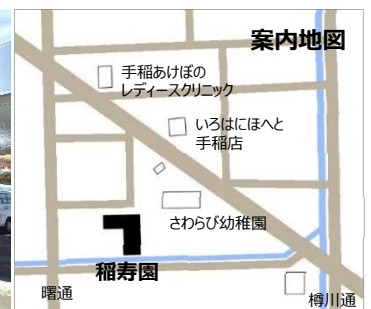 案内地図
手稲あけぼの
レディースクリニック
いろはにほへと
手稲店
さわらび幼稚園
稲寿園
曙通
樽川通